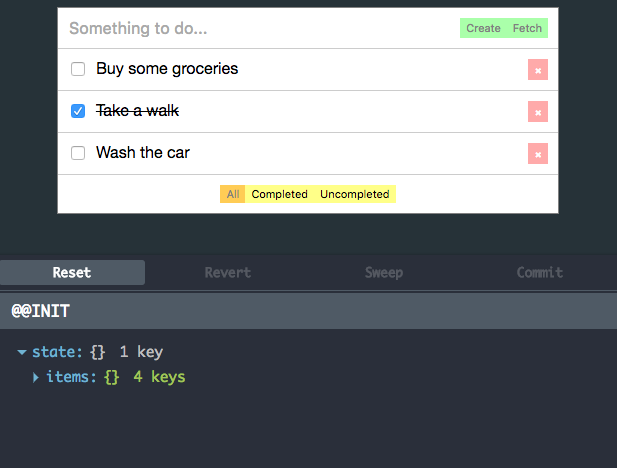 Something to do... Create Fetch
Buy some groceries ×
Take a walk ×
Wash the car ×
All Completed Uncompleted
Reset Revert Sweep Commit
@@INIT
state: {} 1 key
items: {} 4 keys